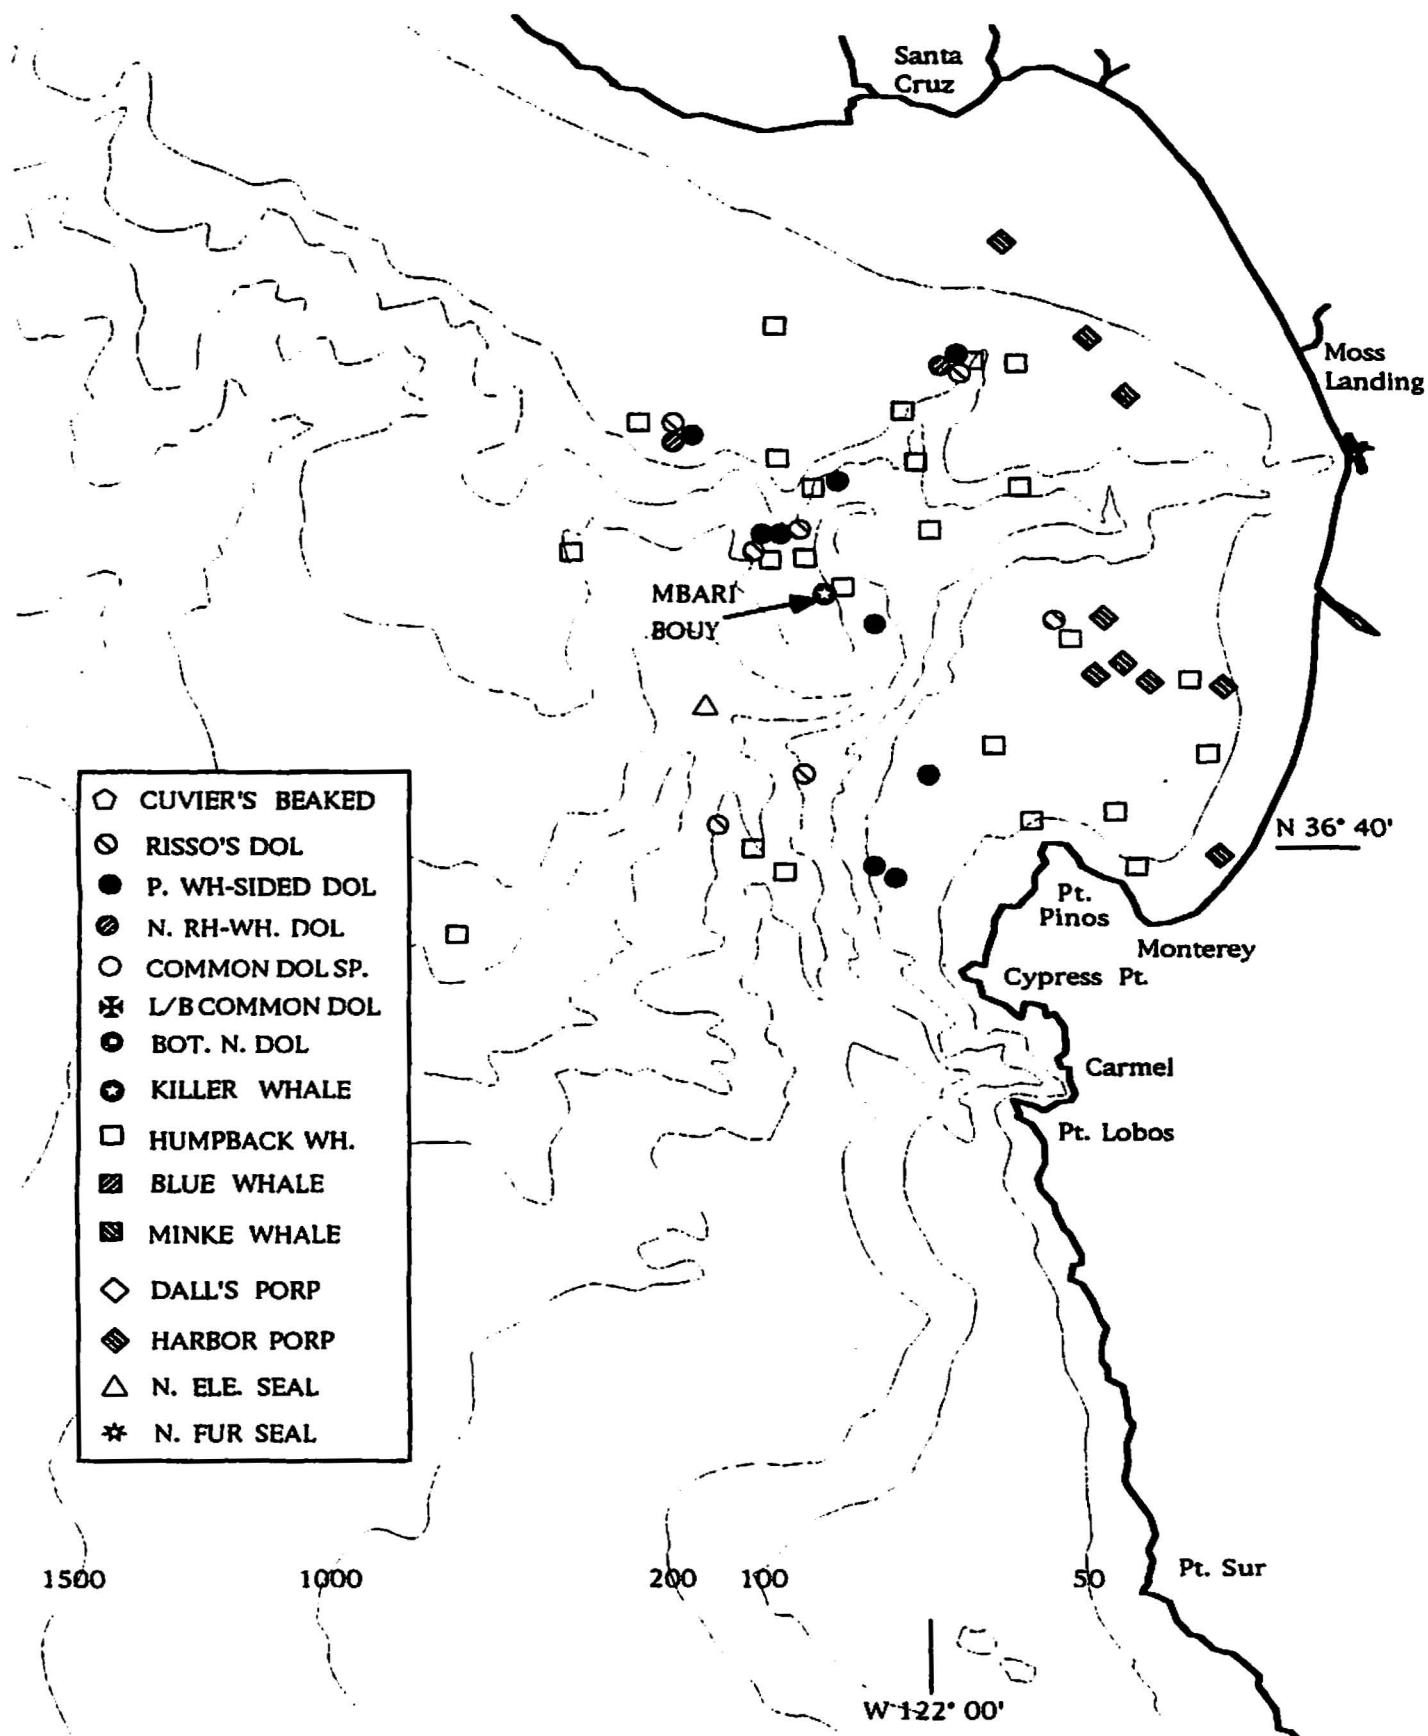 Santa
Cruz
Moss
Landing
MBARI
BOUY
N 36° 40'
Pt.
Pinos
Monterey
Cypress Pt.
Carmel
Pt. Lobos
CUVIER'S BEAKED
RISSO'S DOL
P. WH-SIDED DOL
N. RH-WH. DOL
COMMON DOL SP.
L/B COMMON DOL
BOT. N. DOL
KILLER WHALE
HUMPBACK WH.
BLUE WHALE
MINKE WHALE
DALL'S PORP
HARBOR PORP
N. ELE. SEAL
N. FUR SEAL
1500 1000 200 100 50 Pt. Sur
W 122° 00'